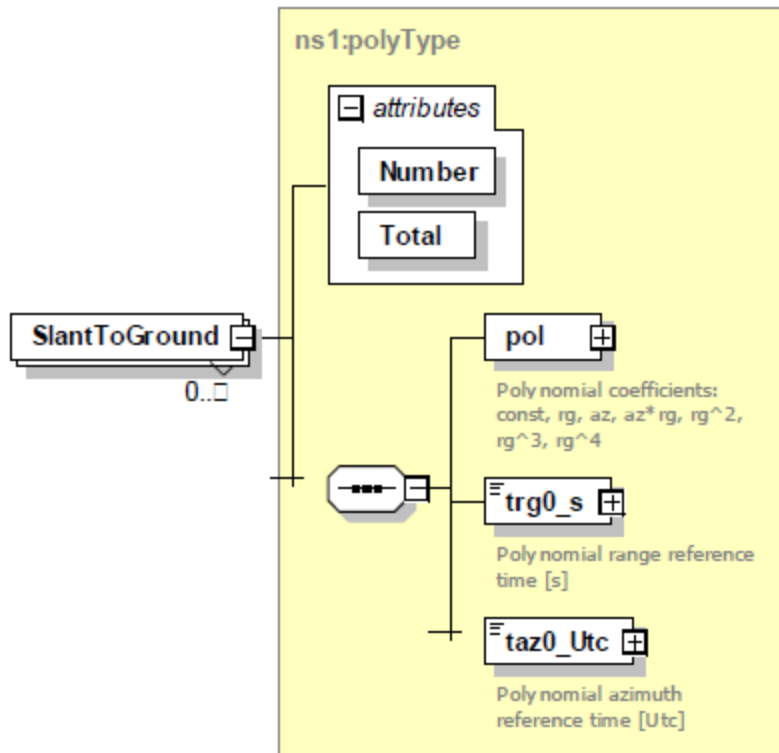 ns1:polyType
attributes
Number
Total
SlantToGround
0..□
pol
Polynomial coefficients:
const, rg, az, az*rg, rg^2,
rg^3, rg^4
trg0_s
Polynomial range reference
time [s]
taz0_Utc
Polynomial azimuth
reference time [Utc]